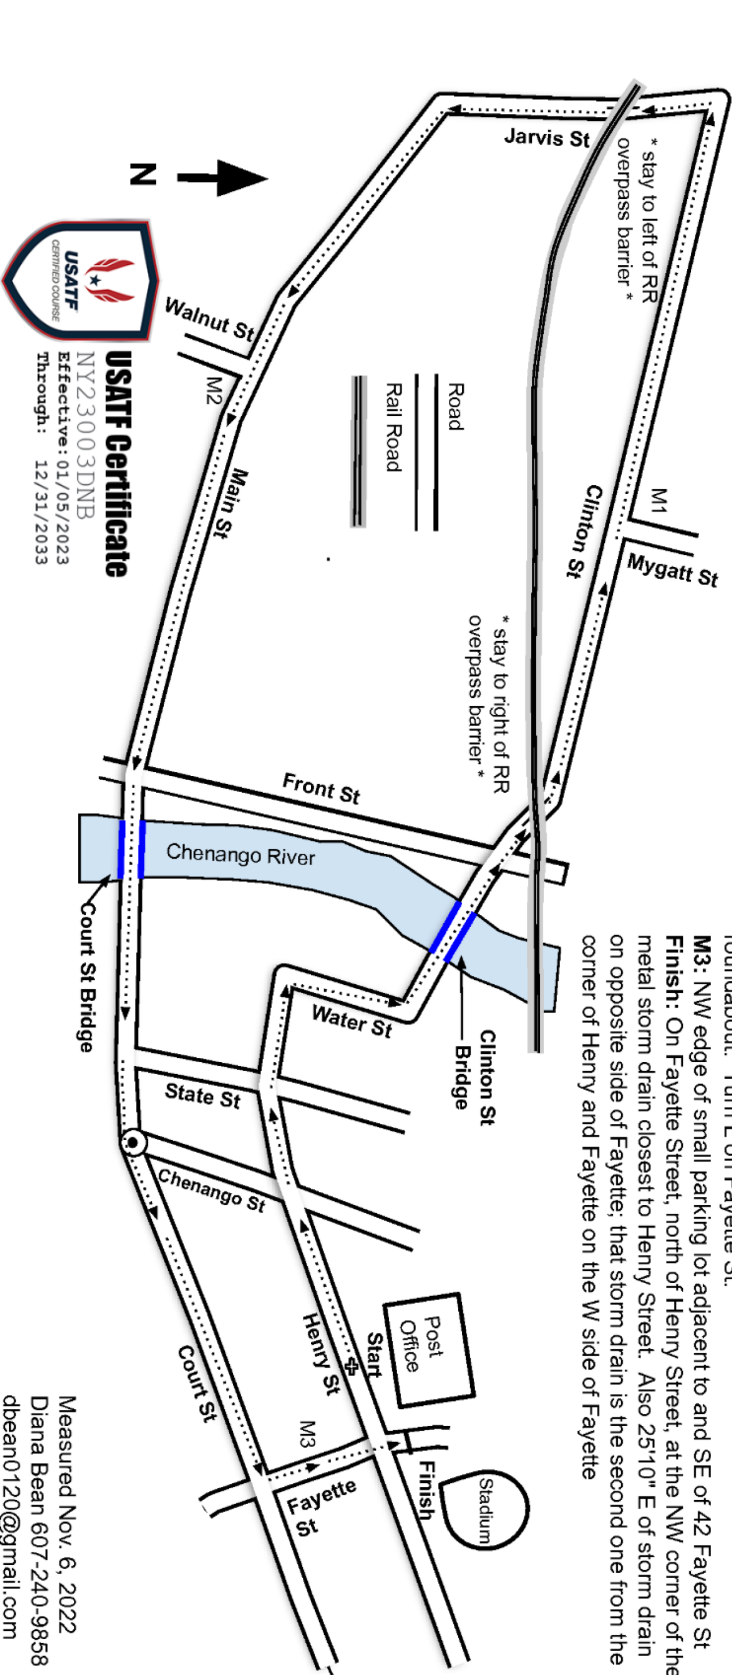 roundabout. Turn L on Fayette St.
M3: NW edge of small parking lot adjacent to and SE of 42 Fayette St
Finish: On Fayette Street, north of Henry Street, at the NW corner of the
metal storm drain closest to Henry Street. Also 25'10" E of storm drain
on opposite side of Fayette; that storm drain is the second one from the
corner of Henry and Fayette on the W side of Fayette
* stay to left of RR
overpass barrier *
Jarvis St
M1
Mygatt St
Clinton St
* stay to right of RR
overpass barrier *
Road
Rail Road
N
Walnut St
M2
Main St
Front St
Chenango River
Court St Bridge
Clinton St
Bridge
Water St
State St
Chenango St
Henry St
Start
Post
Office
Stadium
Finish
M3
Fayette
St
Court St
USATF
CERTIFIED COURSE
USATF Certificate
NY23003DNB
Effective: 01/05/2023
Through: 12/31/2033
Measured Nov. 6, 2022
Diana Bean 607-240-9858
dbean0120@gmail.com